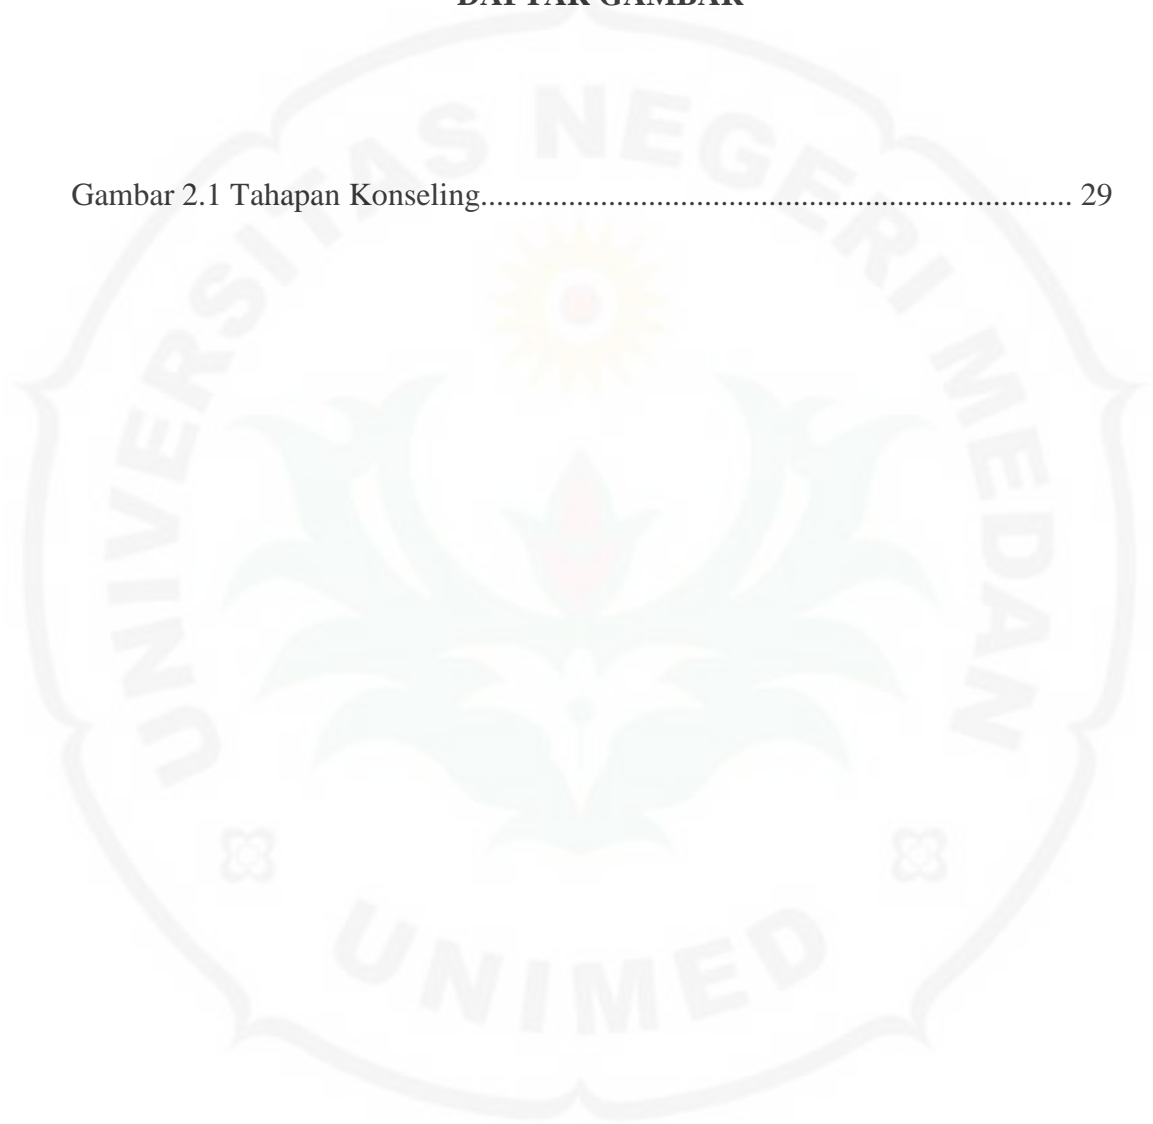 DAFTAR GAMBAR
Gambar 2.1 Tahapan Konseling.......................................................................... 29
UNIVERSITAS NEGERI MEDAN
UNIMED